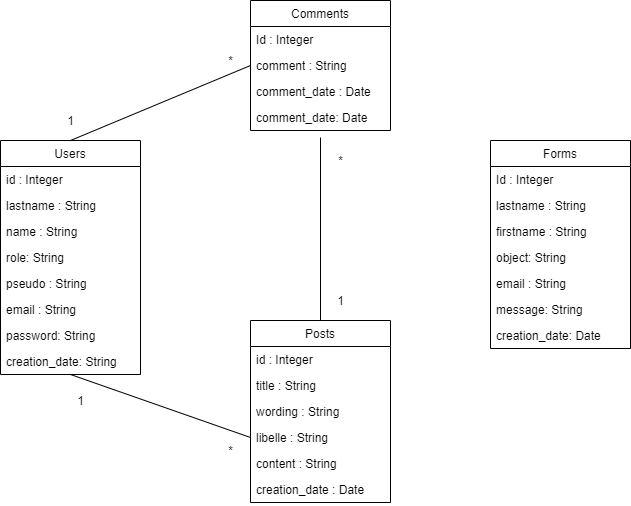 Comments
Id : Integer
comment : String
comment_date : Date
comment_date: Date
*
1
*
Users
id : Integer
lastname : String
name : String
role: String
pseudo : String
email : String
password: String
creation_date: String
Forms
Id : Integer
lastname : String
firstname : String
object: String
email : String
message: String
creation_date: Date
1
1
*
Posts
id : Integer
title : String
wording : String
libelle : String
content : String
creation_date : Date